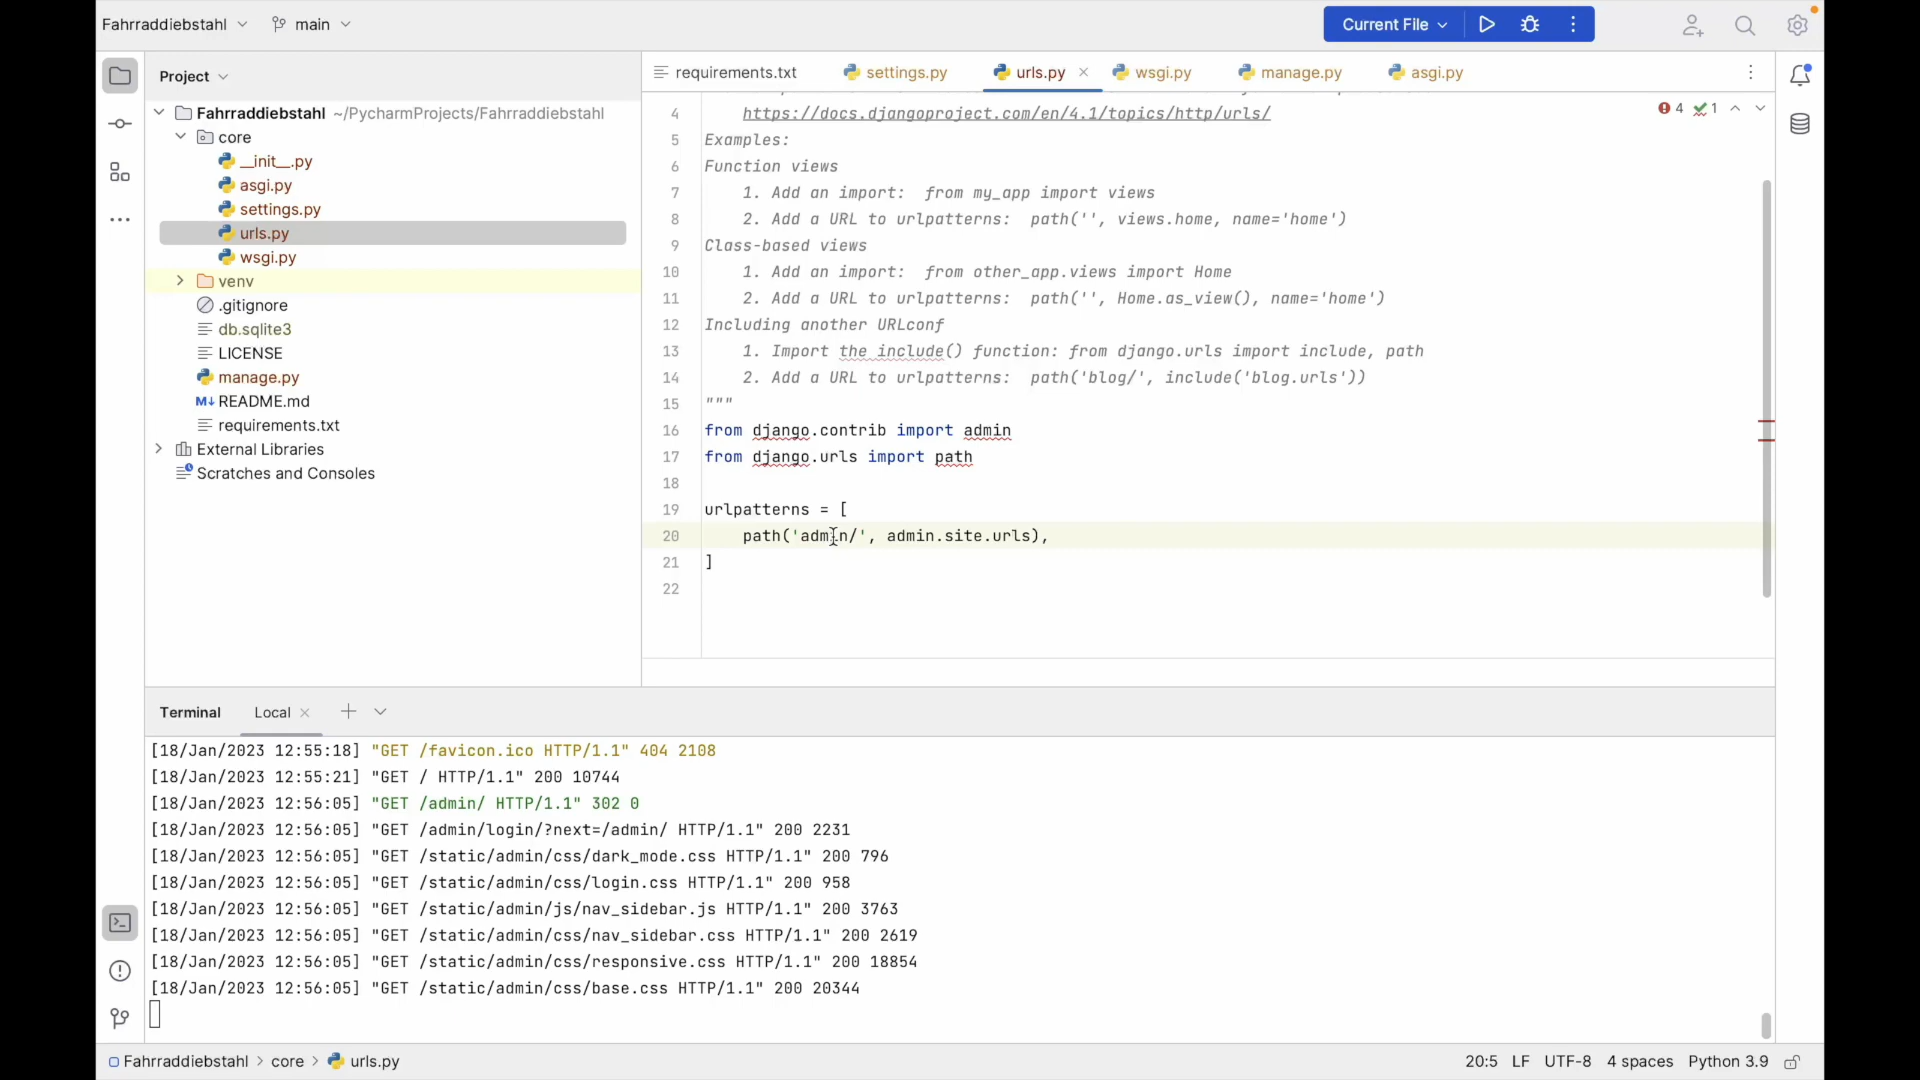 Fahrraddiebstahl main Current File
Project
requirements.txt settings.py urls.py wsgi.py manage.py asgi.py
Fahrraddiebstahl ~/PycharmProjects/Fahrraddiebstahl
core
__init__.py
asgi.py
settings.py
urls.py
wsgi.py
venv
.gitignore
db.sqlite3
LICENSE
manage.py
M↓ README.md
requirements.txt
External Libraries
Scratches and Consoles
4 1
4 https://docs.djangoproject.com/en/4.1/topics/http/urls/
5 Examples:
6 Function views
7 1. Add an import:  from my_app import views
8 2. Add a URL to urlpatterns:  path('', views.home, name='home')
9 Class-based views
10 1. Add an import:  from other_app.views import Home
11 2. Add a URL to urlpatterns:  path('', Home.as_view(), name='home')
12 Including another URLconf
13 1. Import the include() function: from django.urls import include, path
14 2. Add a URL to urlpatterns:  path('blog/', include('blog.urls'))
15 """
16 from django.contrib import admin
17 from django.urls import path
18
19 urlpatterns = [
20 path('admin/', admin.site.urls),
21 ]
22
Terminal Local
[18/Jan/2023 12:55:18] "GET /favicon.ico HTTP/1.1" 404 2108
[18/Jan/2023 12:55:21] "GET / HTTP/1.1" 200 10744
[18/Jan/2023 12:56:05] "GET /admin/ HTTP/1.1" 302 0
[18/Jan/2023 12:56:05] "GET /admin/login/?next=/admin/ HTTP/1.1" 200 2231
[18/Jan/2023 12:56:05] "GET /static/admin/css/dark_mode.css HTTP/1.1" 200 796
[18/Jan/2023 12:56:05] "GET /static/admin/css/login.css HTTP/1.1" 200 958
[18/Jan/2023 12:56:05] "GET /static/admin/js/nav_sidebar.js HTTP/1.1" 200 3763
[18/Jan/2023 12:56:05] "GET /static/admin/css/nav_sidebar.css HTTP/1.1" 200 2619
[18/Jan/2023 12:56:05] "GET /static/admin/css/responsive.css HTTP/1.1" 200 18854
[18/Jan/2023 12:56:05] "GET /static/admin/css/base.css HTTP/1.1" 200 20344
Fahrraddiebstahl > core > urls.py 20:5 LF UTF-8 4 spaces Python 3.9